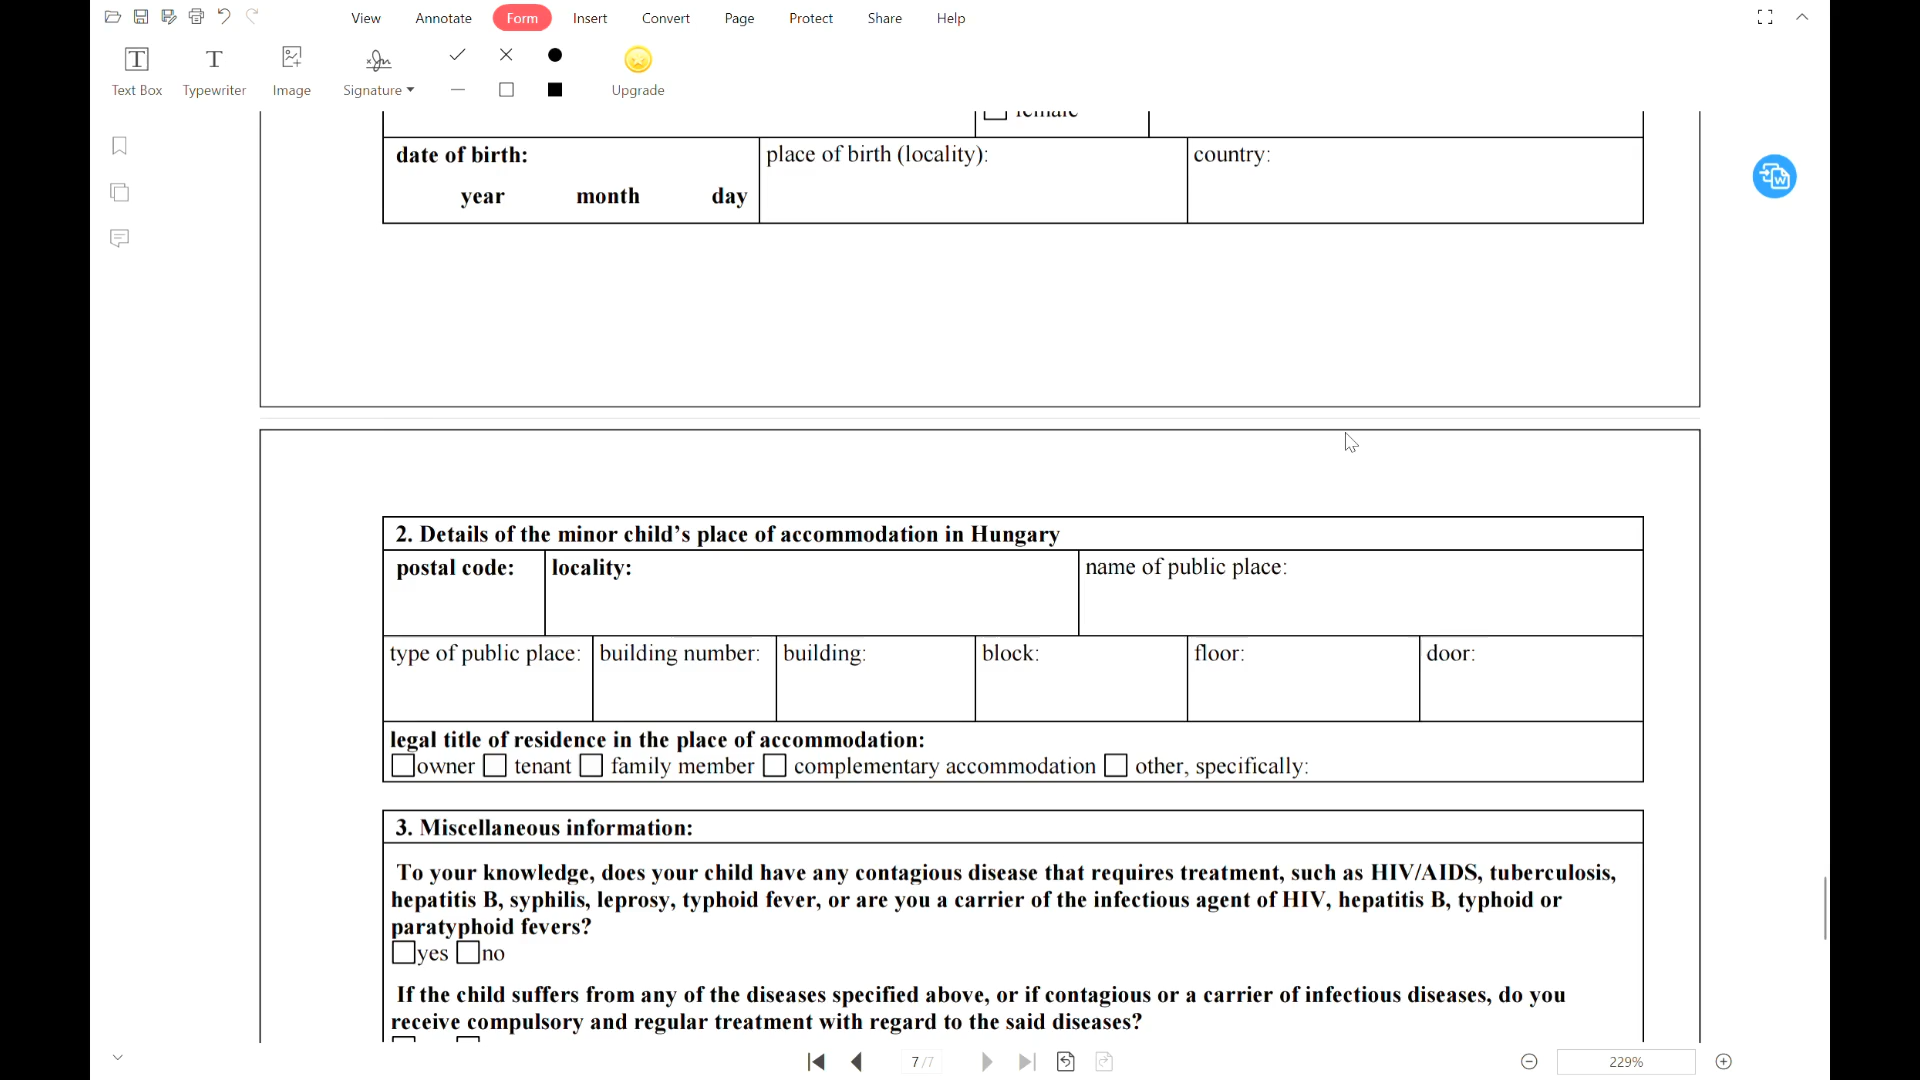 View Annotate Form Insert Convert Page Protect Share Help
Text Box Typewriter Image Signature Upgrade
female
date of birth: place of birth (locality): country:
year month day
2. Details of the minor child's place of accommodation in Hungary
postal code: locality: name of public place:
type of public place: building number: building: block: floor: door:
legal title of residence in the place of accommodation:
owner tenant family member complementary accommodation other, specifically:
3. Miscellaneous information:
To your knowledge, does your child have any contagious disease that requires treatment, such as HIV/AIDS, tuberculosis,
hepatitis B, syphilis, leprosy, typhoid fever, or are you a carrier of the infectious agent of HIV, hepatitis B, typhoid or
paratyphoid fevers?
yes no
If the child suffers from any of the diseases specified above, or if contagious or a carrier of infectious diseases, do you
receive compulsory and regular treatment with regard to the said diseases?
7/7 229%